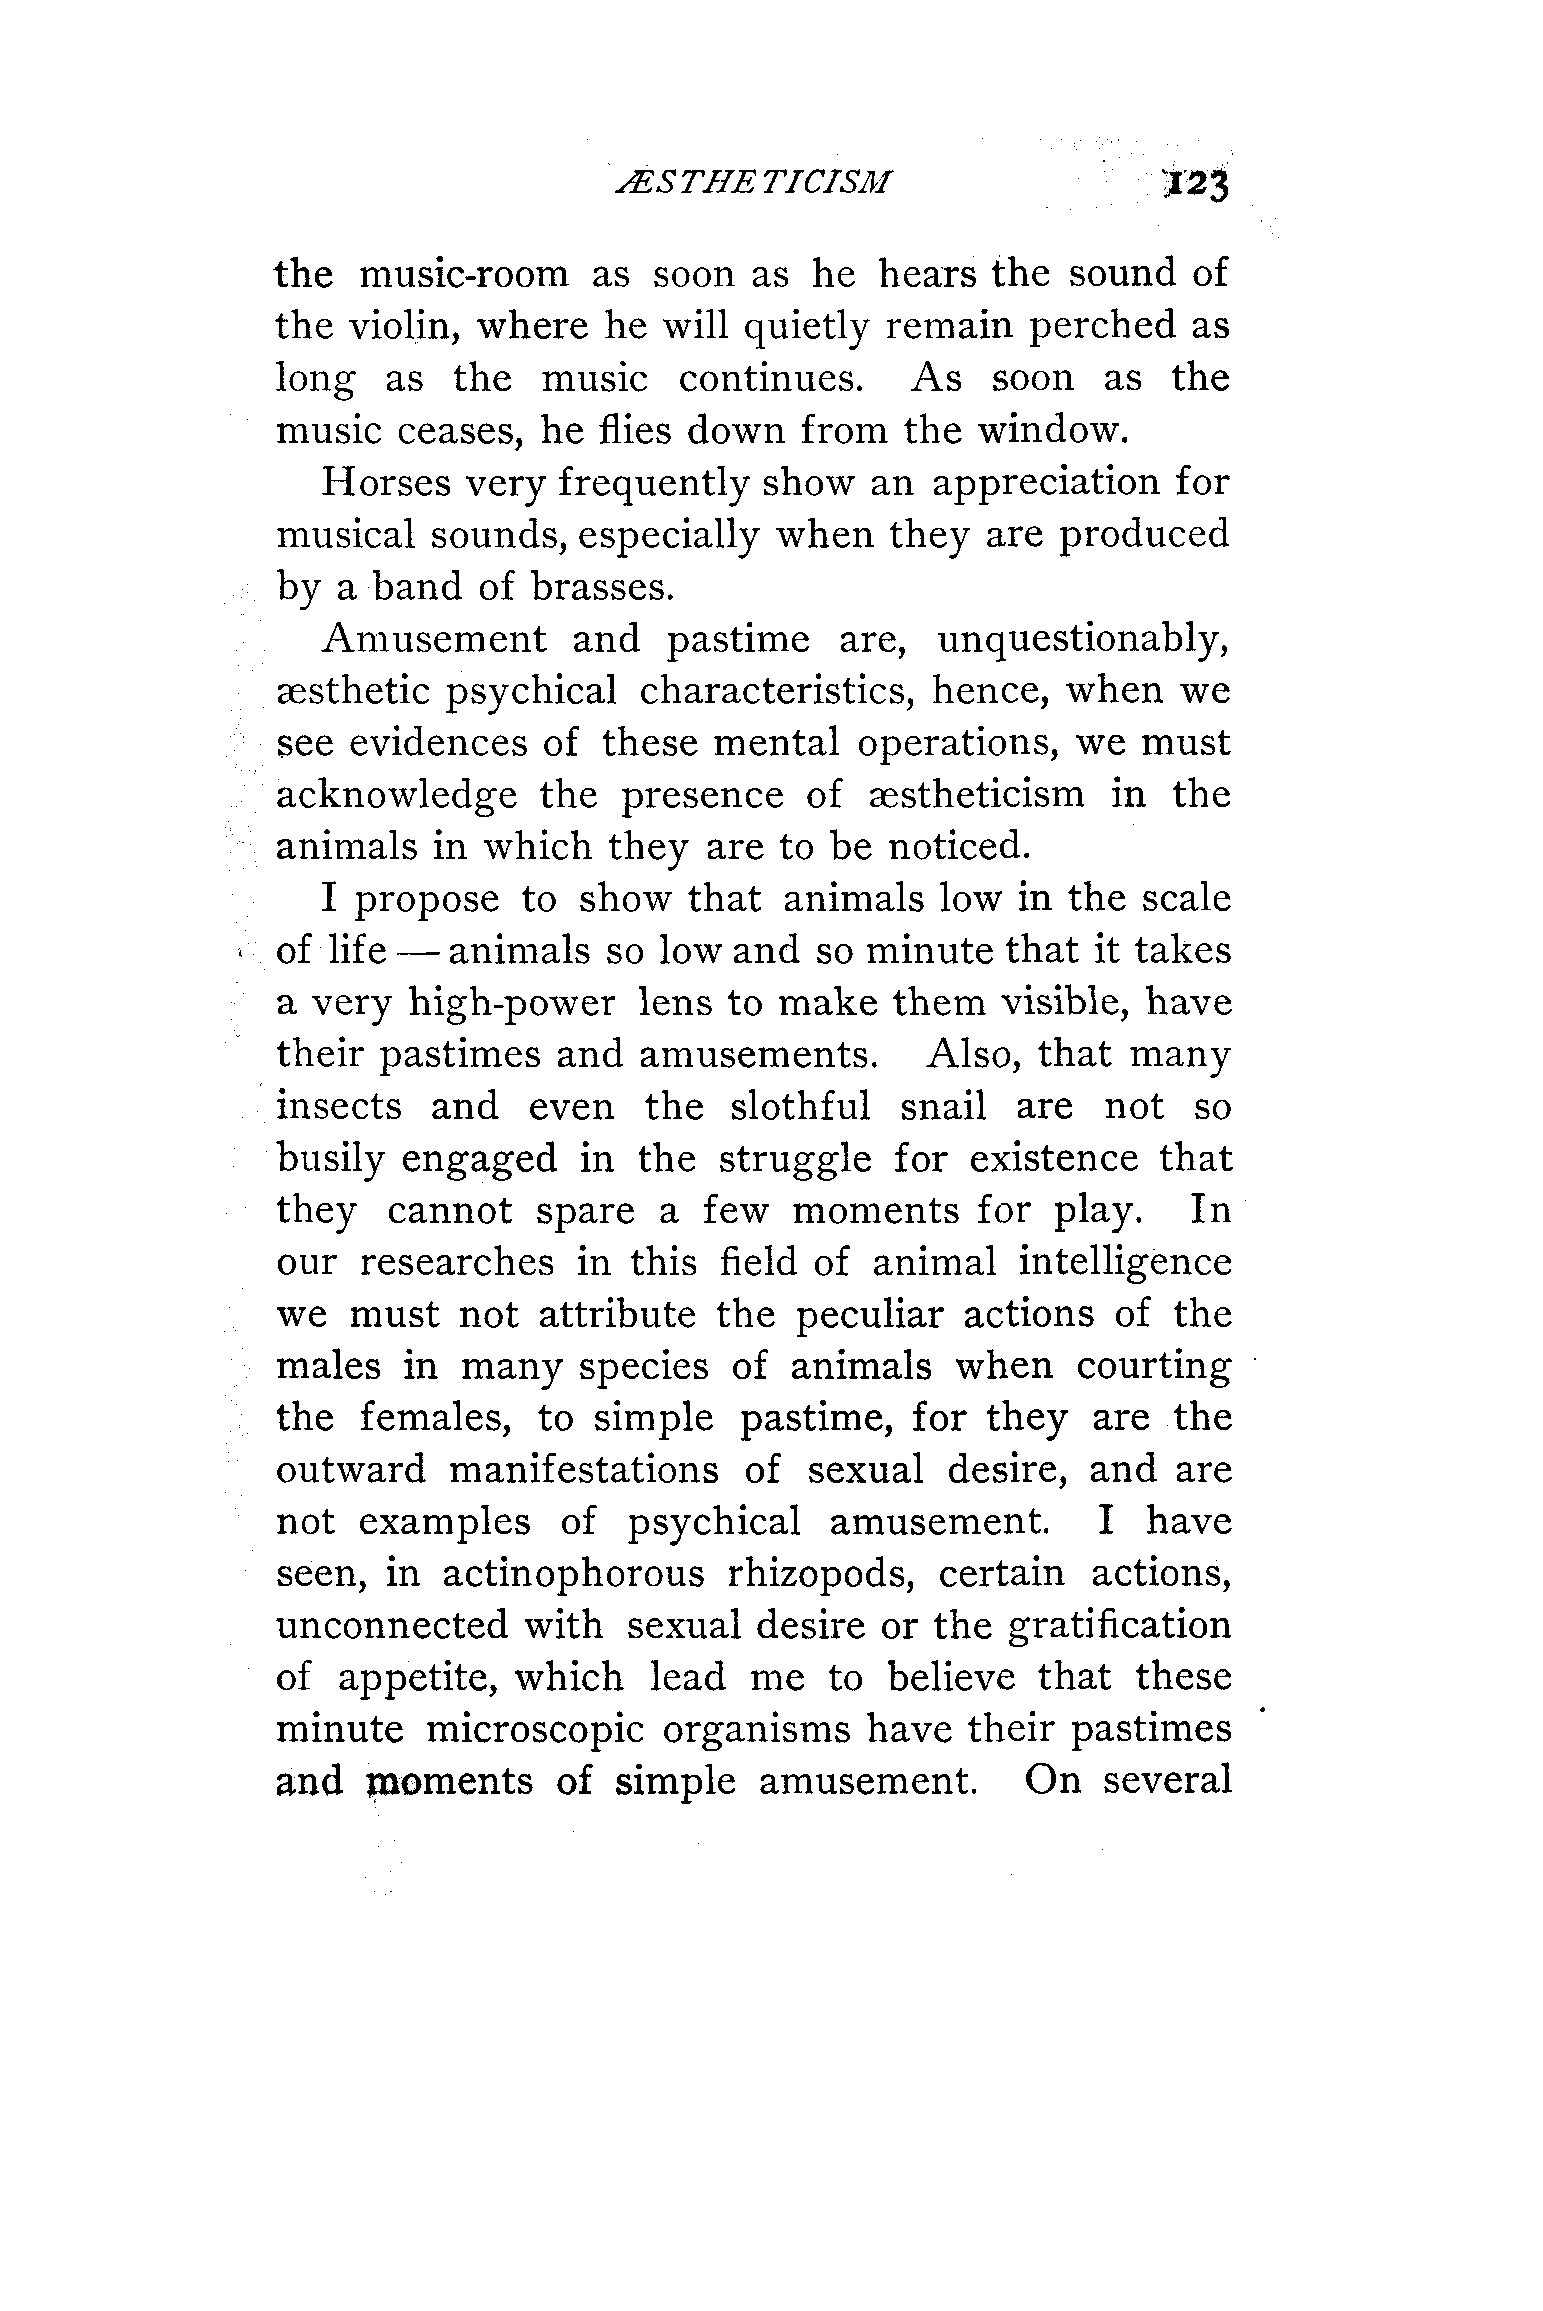 ÆSTHETICISM 123
the music-room as soon as he hears the sound of
the violin, where he will quietly remain perched as
long as the music continues. As soon as the
music ceases, he flies down from the window.
Horses very frequently show an appreciation for
musical sounds, especially when they are produced
by a band of brasses.
Amusement and pastime are, unquestionably,
æsthetic psychical characteristics, hence, when we
see evidences of these mental operations, we must
acknowledge the presence of æstheticism in the
animals in which they are to be noticed.
I propose to show that animals low in the scale
of life — animals so low and so minute that it takes
a very high-power lens to make them visible, have
their pastimes and amusements. Also, that many
insects and even the slothful snail are not so
busily engaged in the struggle for existence that
they cannot spare a few moments for play. In
our researches in this field of animal intelligence
we must not attribute the peculiar actions of the
males in many species of animals when courting
the females, to simple pastime, for they are the
outward manifestations of sexual desire, and are
not examples of psychical amusement. I have
seen, in actinophorous rhizopods, certain actions,
unconnected with sexual desire or the gratification
of appetite, which lead me to believe that these
minute microscopic organisms have their pastimes
and moments of simple amusement. On several